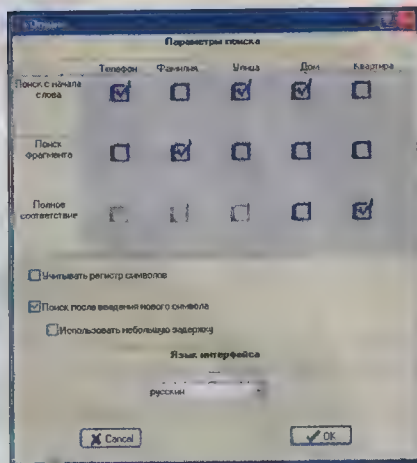 Параметры поиска
Телефон Фамилия Улица Дом Квартира
Поиск с начала слова
Поиск фрагмента
Полное соответствие
Учитывать регистр символов
Поиск после введения нового символа
Использовать небольшую задержку
Язык интерфейса
русский
Cancel OK